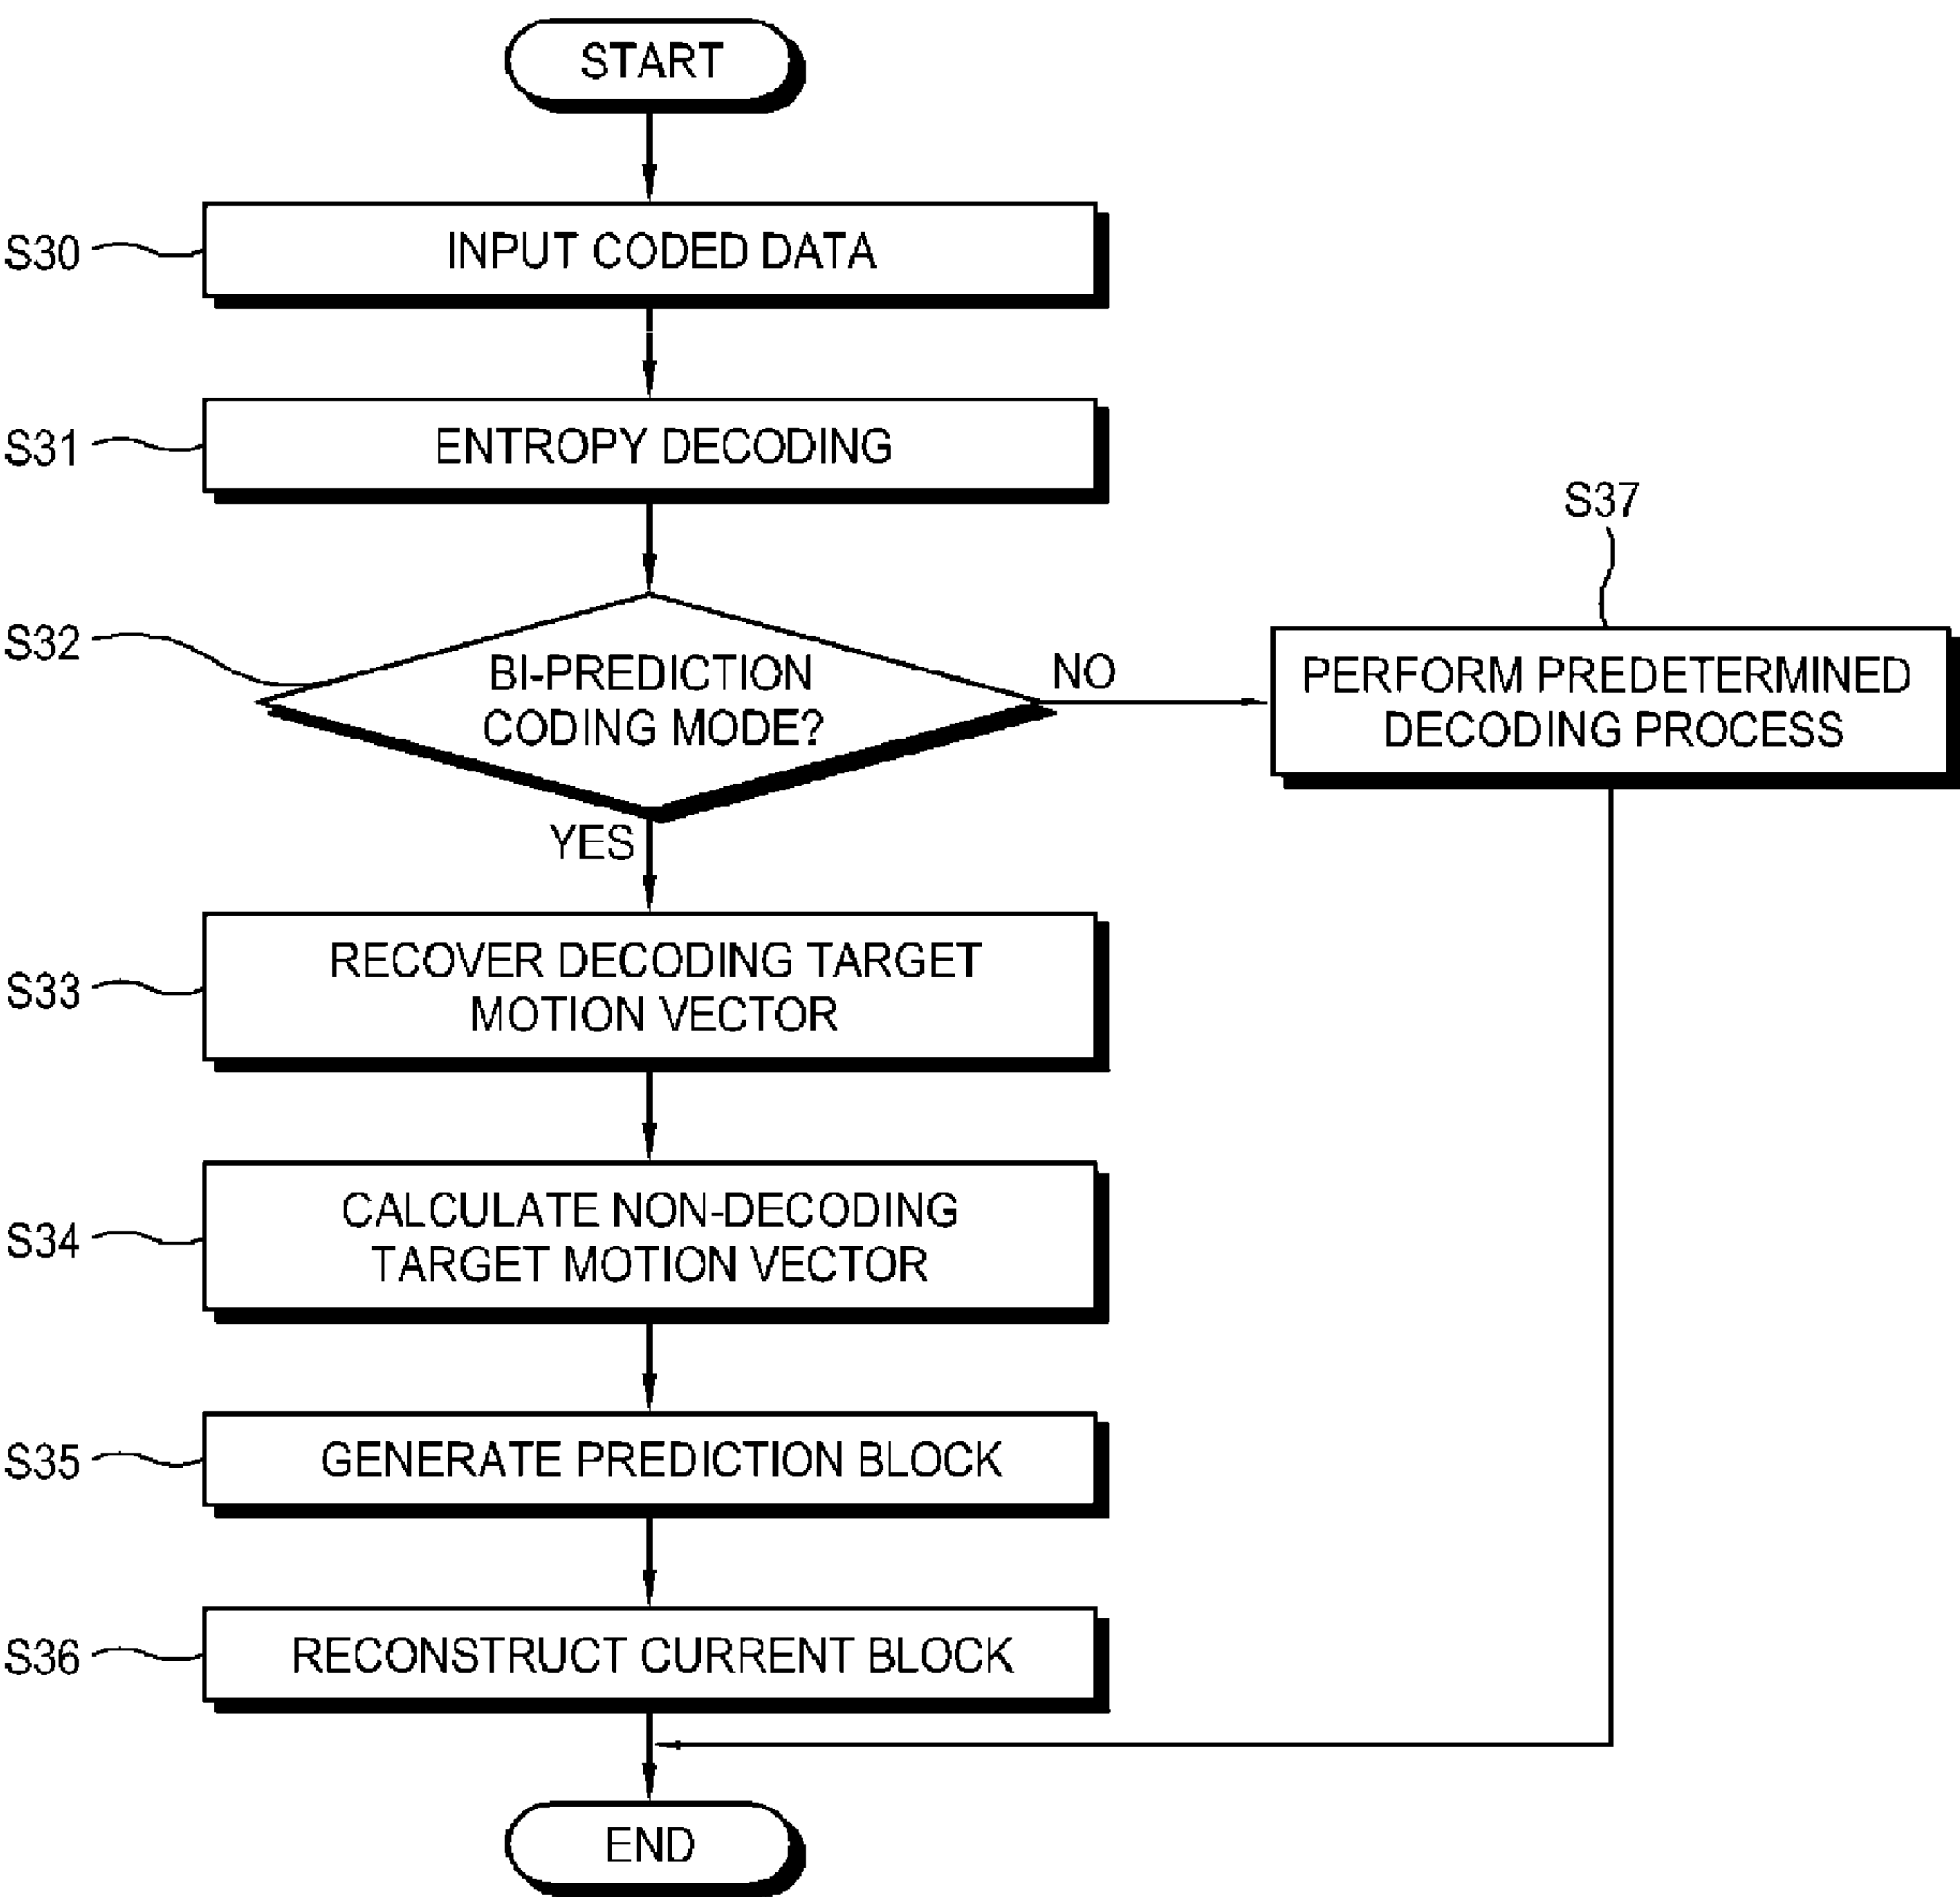 START
S30
INPUT CODED DATA
S31
ENTROPY DECODING
S37
S32
BI-PREDICTION
CODING MODE?
NO
PERFORM PREDETERMINED
DECODING PROCESS
YES
S33
RECOVER DECODING TARGET
MOTION VECTOR
S34
CALCULATE NON-DECODING
TARGET MOTION VECTOR
S35
GENERATE PREDICTION BLOCK
S36
RECONSTRUCT CURRENT BLOCK
END